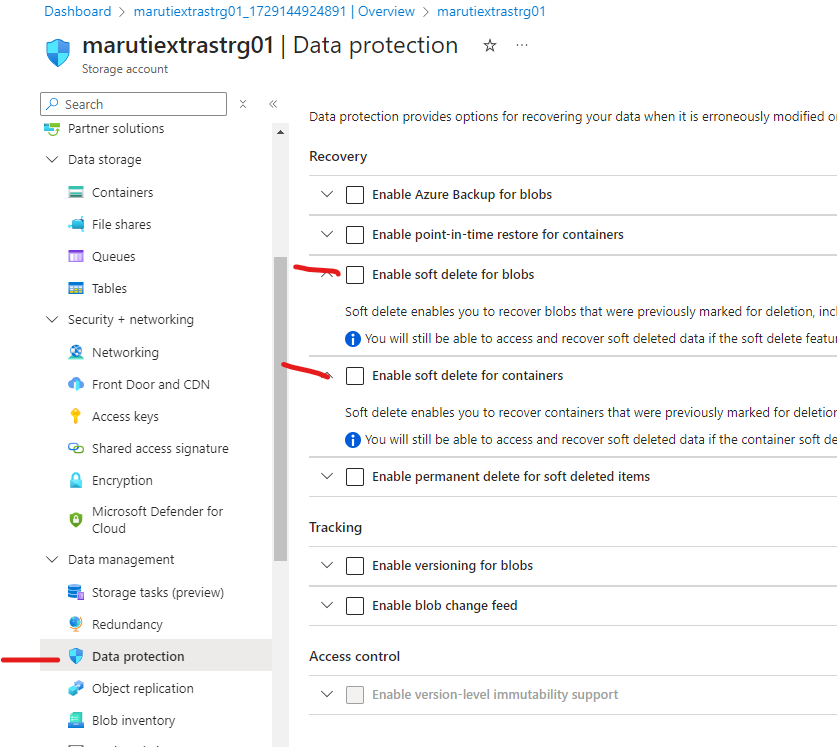 Dashboard > marutiextrastrg01_1729144924891 | Overview > marutiextrastrg01
marutiextrastrg01 | Data protection
Storage account
Search
Partner solutions
Data storage
Containers
File shares
Queues
Tables
Security + networking
Networking
Front Door and CDN
Access keys
Shared access signature
Encryption
Microsoft Defender for
Cloud
Data management
Storage tasks (preview)
Redundancy
Data protection
Object replication
Blob inventory
Data protection provides options for recovering your data when it is erroneously modified
Recovery
Enable Azure Backup for blobs
Enable point-in-time restore for containers
Enable soft delete for blobs
Soft delete enables you to recover blobs that were previously marked for deletion,
You will still be able to access and recover soft deleted data if the soft delete
Enable soft delete for containers
Soft delete enables you to recover containers that were previously marked for
You will still be able to access and recover soft deleted data if the container soft
Enable permanent delete for soft deleted items
Tracking
Enable versioning for blobs
Enable blob change feed
Access control
Enable version-level immutability support